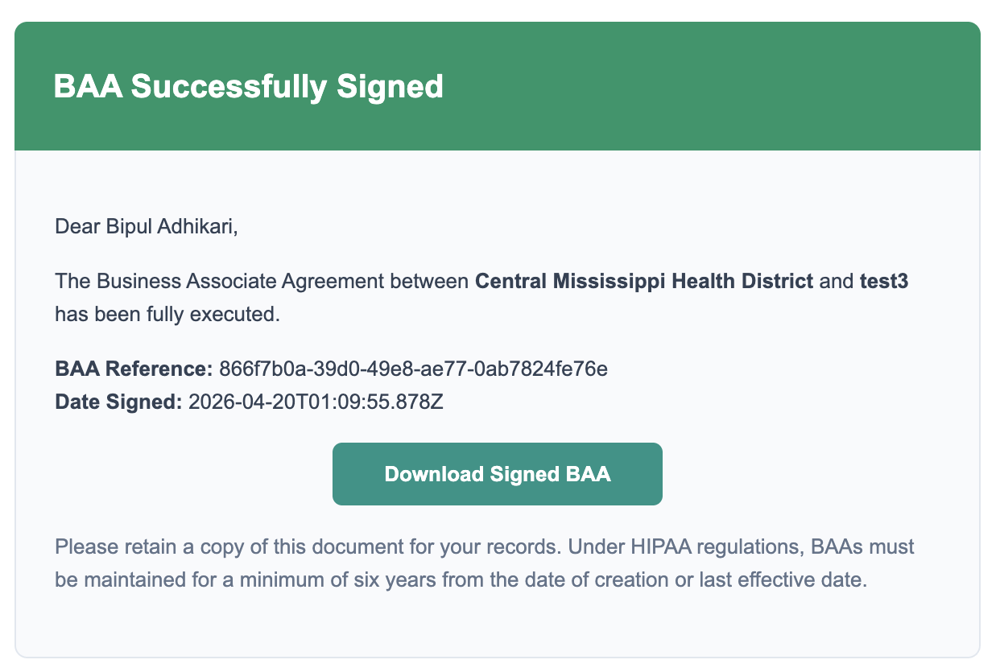 BAA Successfully Signed
Dear Bipul Adhikari,
The Business Associate Agreement between Central Mississippi Health District and test3
has been fully executed.
BAA Reference: 866f7b0a-39d0-49e8-ae77-0ab7824fe76e
Date Signed: 2026-04-20T01:09:55.878Z
Download Signed BAA
Please retain a copy of this document for your records. Under HIPAA regulations, BAAs must
be maintained for a minimum of six years from the date of creation or last effective date.